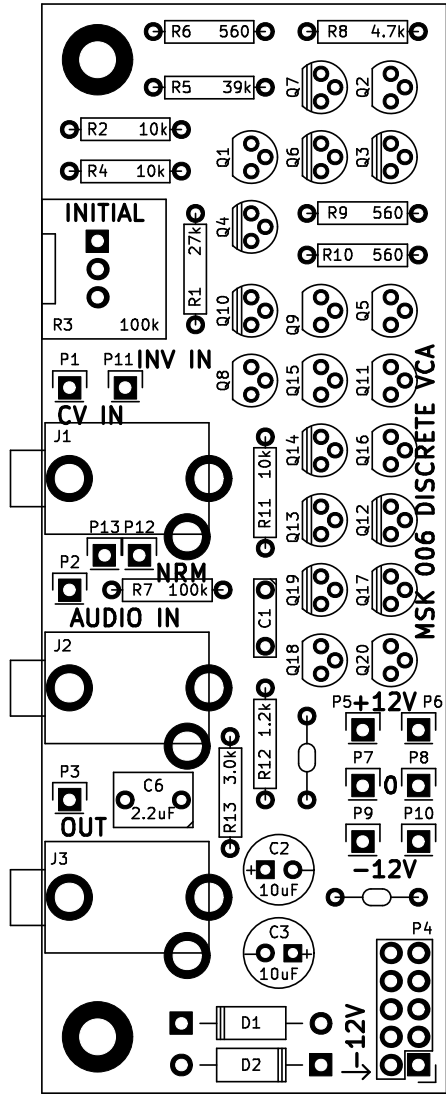 R6 560
R8 4.7k
R5 39k
Q7
Q2
R2 10k
Q1
Q6
Q3
R4 10k
INITIAL
R1 27k
Q4
R9 560
R10 560
R3 100k
Q10
Q9
Q5
P1
P11
INV IN
Q8
Q15
Q11
CV IN
MSK 006 DISCRETE VCA
J1
R11 10k
Q14
Q16
P13
P12
Q13
Q12
P2
NRM
R7 100k
C1
Q19
Q17
AUDIO IN
J2
Q18
Q20
R12 1.2k
P5
+12V
P6
R13 3.0k
P7
P8
0
P3
C6
2.2uF
OUT
P9
P10
J3
C2
+
10uF
-12V
C3
+
10uF
P4
D1
D2
-12V